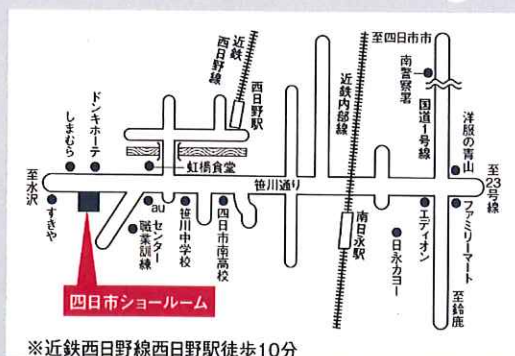 至四日市市
近鉄
西日野線
西日野駅
近鉄内部線
南警察署
国道1号線
洋服の青山
ドンキホーテ
しまむら
至水沢
虹橋食堂
笹川通り
至23号線
すきや
au
職業訓練センター
笹川中学校
四日市南高校
南日永駅
日永カヨー
エディオン
ファミリーマート
至鈴鹿
四日市ショールーム
※近鉄西日野線西日野駅徒歩10分